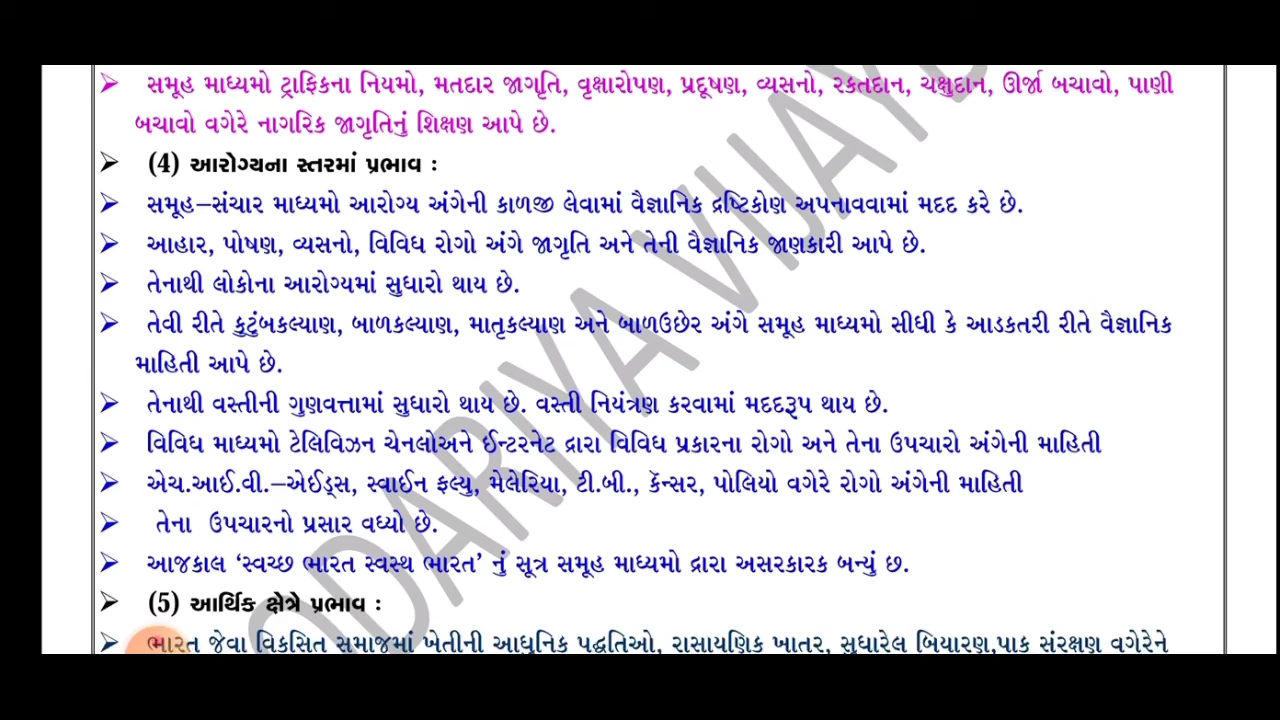 ➢ સમૂહ માધ્યમો ટ્રાફિકના નિયમો, મતદાર જાગૃતિ, વૃક્ષારોપણ, પ્રદૂષણ, વ્યસનો, રક્તદાન, ચક્ષુદાન, ઊર્જા બચાવો, પાણી
બચાવો વગેરે નાગરિક જાગૃતિનું શિક્ષણ આપે છે.
➢ (4) આરોગ્યના સ્તરમાં પ્રભાવ :
➢ સમૂહ–સંચાર માધ્યમો આરોગ્ય અંગેની કાળજી લેવામાં વૈજ્ઞાનિક દ્રષ્ટિકોણ અપનાવવામાં મદદ કરે છે.
➢ આહાર, પોષણ, વ્યસનો, વિવિધ રોગો અંગે જાગૃતિ અને તેની વૈજ્ઞાનિક જાણકારી આપે છે.
➢ તેનાથી લોકોના આરોગ્યમાં સુધારો થાય છે.
➢ તેવી રીતે કુટુંબકલ્યાણ, બાળકલ્યાણ, માતૃકલ્યાણ અને બાળઉછેર અંગે સમૂહ માધ્યમો સીધી કે આડકતરી રીતે વૈજ્ઞાનિક
માહિતી આપે છે.
➢ તેનાથી વસ્તીની ગુણવત્તામાં સુધારો થાય છે. વસ્તી નિયંત્રણ કરવામાં મદદરૂપ થાય છે.
➢ વિવિધ માધ્યમો ટેલિવિઝન ચેનલોઅને ઈન્ટરનેટ દ્રારા વિવિધ પ્રકારના રોગો અને તેના ઉપચારો અંગેની માહિતી
➢ એચ.આઈ.વી.–એઈડ્સ, સ્વાઈન ફ્લ્યુ, મેલેરિયા, ટી.બી., કૅન્સર, પોલિયો વગેરે રોગો અંગેની માહિતી
➢ તેના ઉપચારનો પ્રસાર વધ્યો છે.
➢ આજકાલ ‘સ્વચ્છ ભારત સ્વસ્થ ભારત’ નું સૂત્ર સમૂહ માધ્યમો દ્રારા અસરકારક બન્યું છ.
➢ (5) આર્થિક ક્ષેત્રે પ્રભાવ :
➢ ભારત જેવા વિકસિત સમાજમાં ખેતીની આધુનિક પદ્ધતિઓ, રાસાયણિક ખાતર, સુધારેલ બિયારણ,પાક સંરક્ષણ વગેરેને
ODARIYA VIJAY